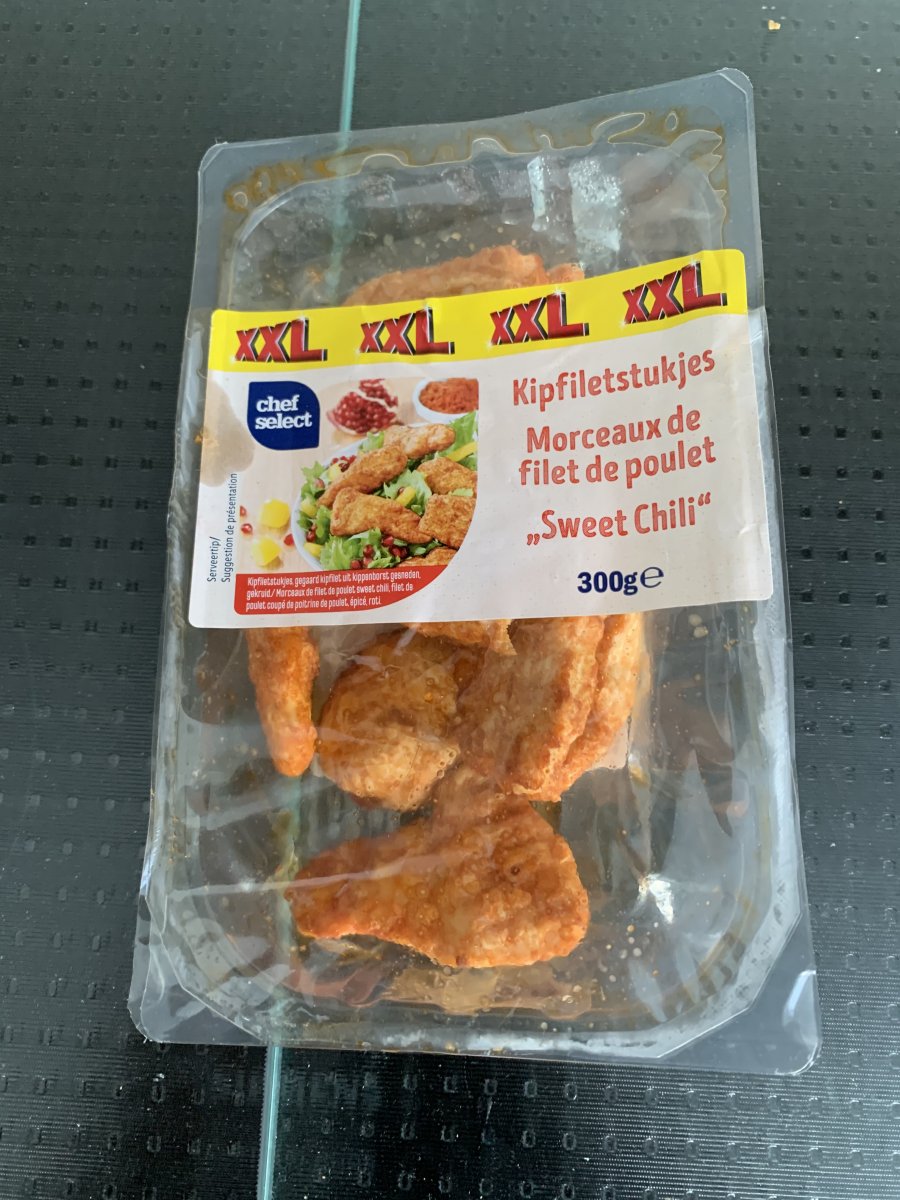 XXL XXL XXL XXL
chef
select
Kipfiletstukjes
Morceaux de
filet de poulet
„Sweet Chili“
300g℮
Serveertip/
Suggestion de présentation
Kipfiletstukjes, gegaard kipfilet uit kippenborst gesneden,
gekruid./ Morceaux de filet de poulet sweet chili, filet de
poulet coupé de poitrine de poulet, épicé, roti.